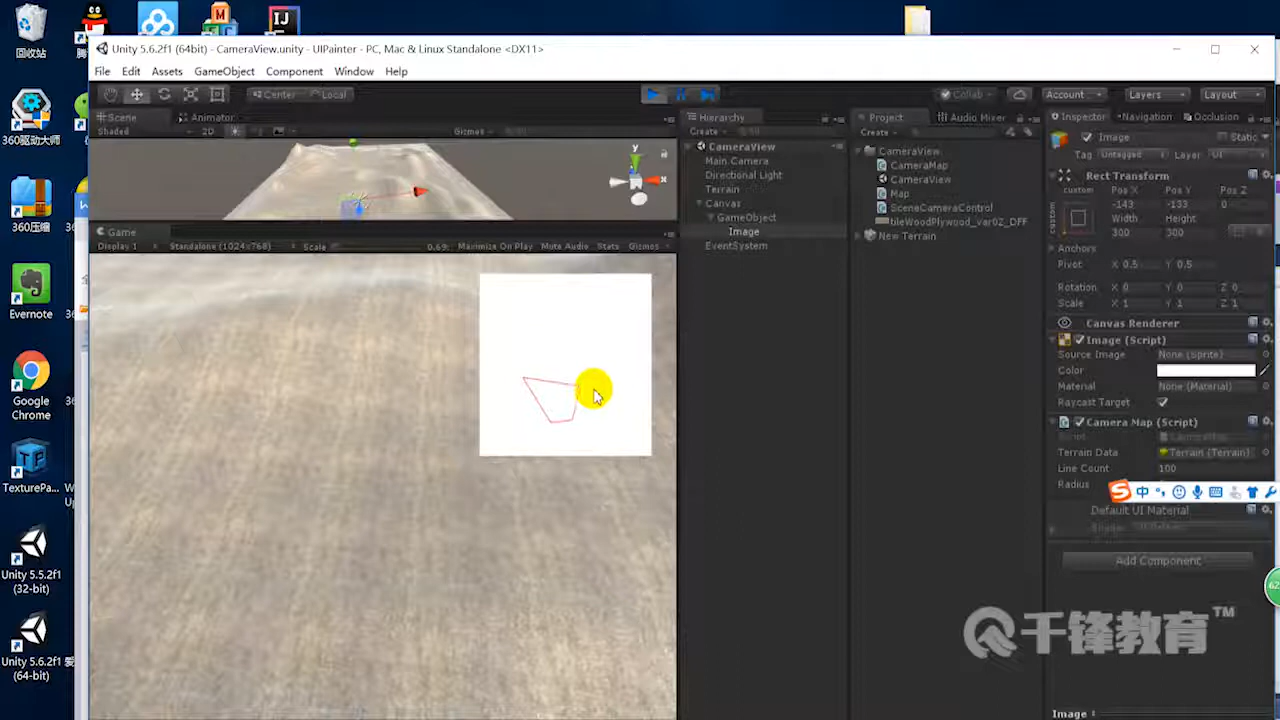 Unity 5.6.2f1 (64bit) - CameraView.unity - UIPainter - PC, Mac & Linux Standalone <DX11>
File Edit Assets GameObject Component Window Help
Center Local
Collab
Account
Layers
Layout
Scene
Animator
Shaded
2D
Gizmos
y
x
Game
Display 1
Standalone (1024x768)
Scale
0.69
Maximize On Play
Mute Audio
Stats
Gizmos
Hierarchy
Create
CameraView
Main Camera
Directional Light
Terrain
Canvas
GameObject
Image
EventSystem
Project
Audio Mixer
Create
CameraView
CameraMap
CameraView
Map
SceneCameraControl
tileWoodPlywood_var02_DFF
New Terrain
Inspector
Navigation
Occlusion
Image
Static
Tag Untagged Layer UI
Rect Transform
custom
Pos X Pos Y Pos Z
-143 -133 0
Width Height
300 300
custom
Anchors
Pivot X 0.5 Y 0.5
Rotation X 0 Y 0 Z 0
Scale X 1 Y 1 Z 1
Canvas Renderer
Image (Script)
Source Image None (Sprite)
Color
Material None (Material)
Raycast Target
Camera Map (Script)
Script
Terrain Data Terrain (Terrain)
Line Count 100
Radius
中
Default UI Material
Shader
Add Component
62
千锋教育™
Image
回收站
360驱动大师
360压缩
Evernote
Google
Chrome
TexturePa...
Unity 5.5.2f1
(32-bit)
Unity 5.6.2f1
(64-bit)